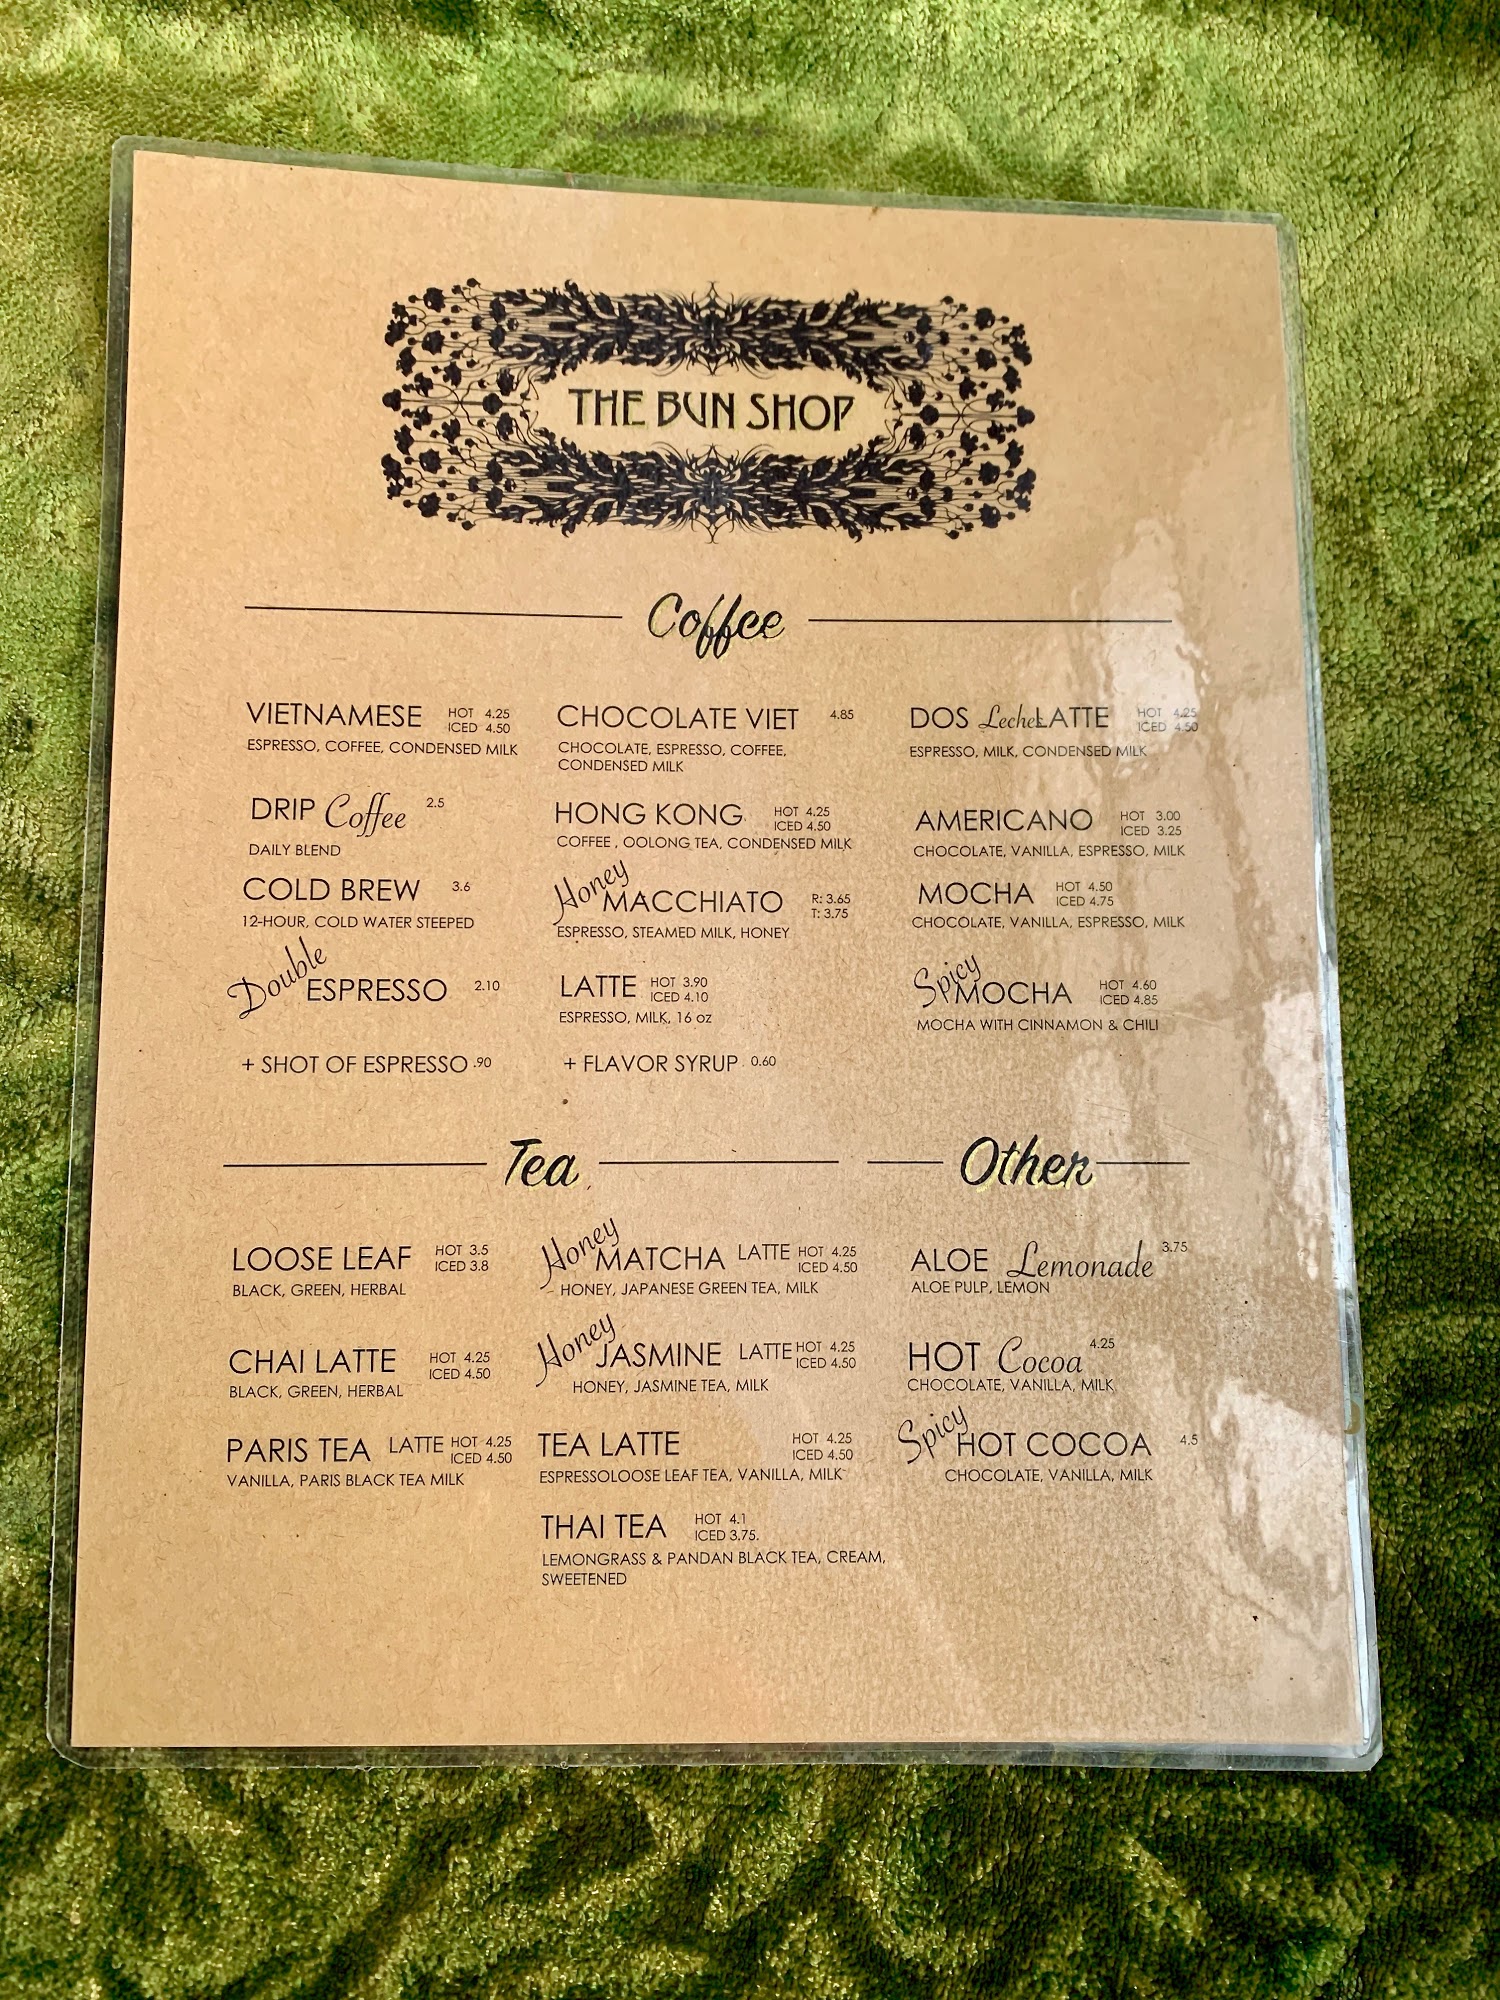 THE BUN SHOP
Coffee
VIETNAMESE HOT 4.25
ICED 4.50
ESPRESSO, COFFEE, CONDENSED MILK
CHOCOLATE VIET 4.85
CHOCOLATE, ESPRESSO, COFFEE,
CONDENSED MILK
DOS Leches LATTE HOT 4.25
ICED 4.50
ESPRESSO, MILK, CONDENSED MILK
DRIP Coffee 2.5
DAILY BLEND
HONG KONG HOT 4.25
ICED 4.50
COFFEE , OOLONG TEA, CONDENSED MILK
AMERICANO HOT 3.00
ICED 3.25
CHOCOLATE, VANILLA, ESPRESSO, MILK
COLD BREW 3.6
12-HOUR, COLD WATER STEEPED
Honey MACCHIATO R: 3.65
T: 3.75
ESPRESSO, STEAMED MILK, HONEY
MOCHA HOT 4.50
ICED 4.75
CHOCOLATE, VANILLA, ESPRESSO, MILK
Double ESPRESSO 2.10
LATTE HOT 3.90
ICED 4.10
ESPRESSO, MILK, 16 oz
Spicy MOCHA HOT 4.60
ICED 4.85
MOCHA WITH CINNAMON & CHILI
+ SHOT OF ESPRESSO .90
+ FLAVOR SYRUP 0.60
Tea
LOOSE LEAF HOT 3.5
ICED 3.8
BLACK, GREEN, HERBAL
Honey MATCHA LATTE HOT 4.25
ICED 4.50
HONEY, JAPANESE GREEN TEA, MILK
CHAI LATTE HOT 4.25
ICED 4.50
BLACK, GREEN, HERBAL
Honey JASMINE LATTE HOT 4.25
ICED 4.50
HONEY, JASMINE TEA, MILK
PARIS TEA LATTE HOT 4.25
ICED 4.50
VANILLA, PARIS BLACK TEA MILK
TEA LATTE HOT 4.25
ICED 4.50
ESPRESSOLOOSE LEAF TEA, VANILLA, MILK
THAI TEA HOT 4.1
ICED 3.75.
LEMONGRASS & PANDAN BLACK TEA, CREAM,
SWEETENED
Other
ALOE Lemonade 3.75
ALOE PULP, LEMON
HOT Cocoa 4.25
CHOCOLATE, VANILLA, MILK
Spicy HOT COCOA 4.5
CHOCOLATE, VANILLA, MILK